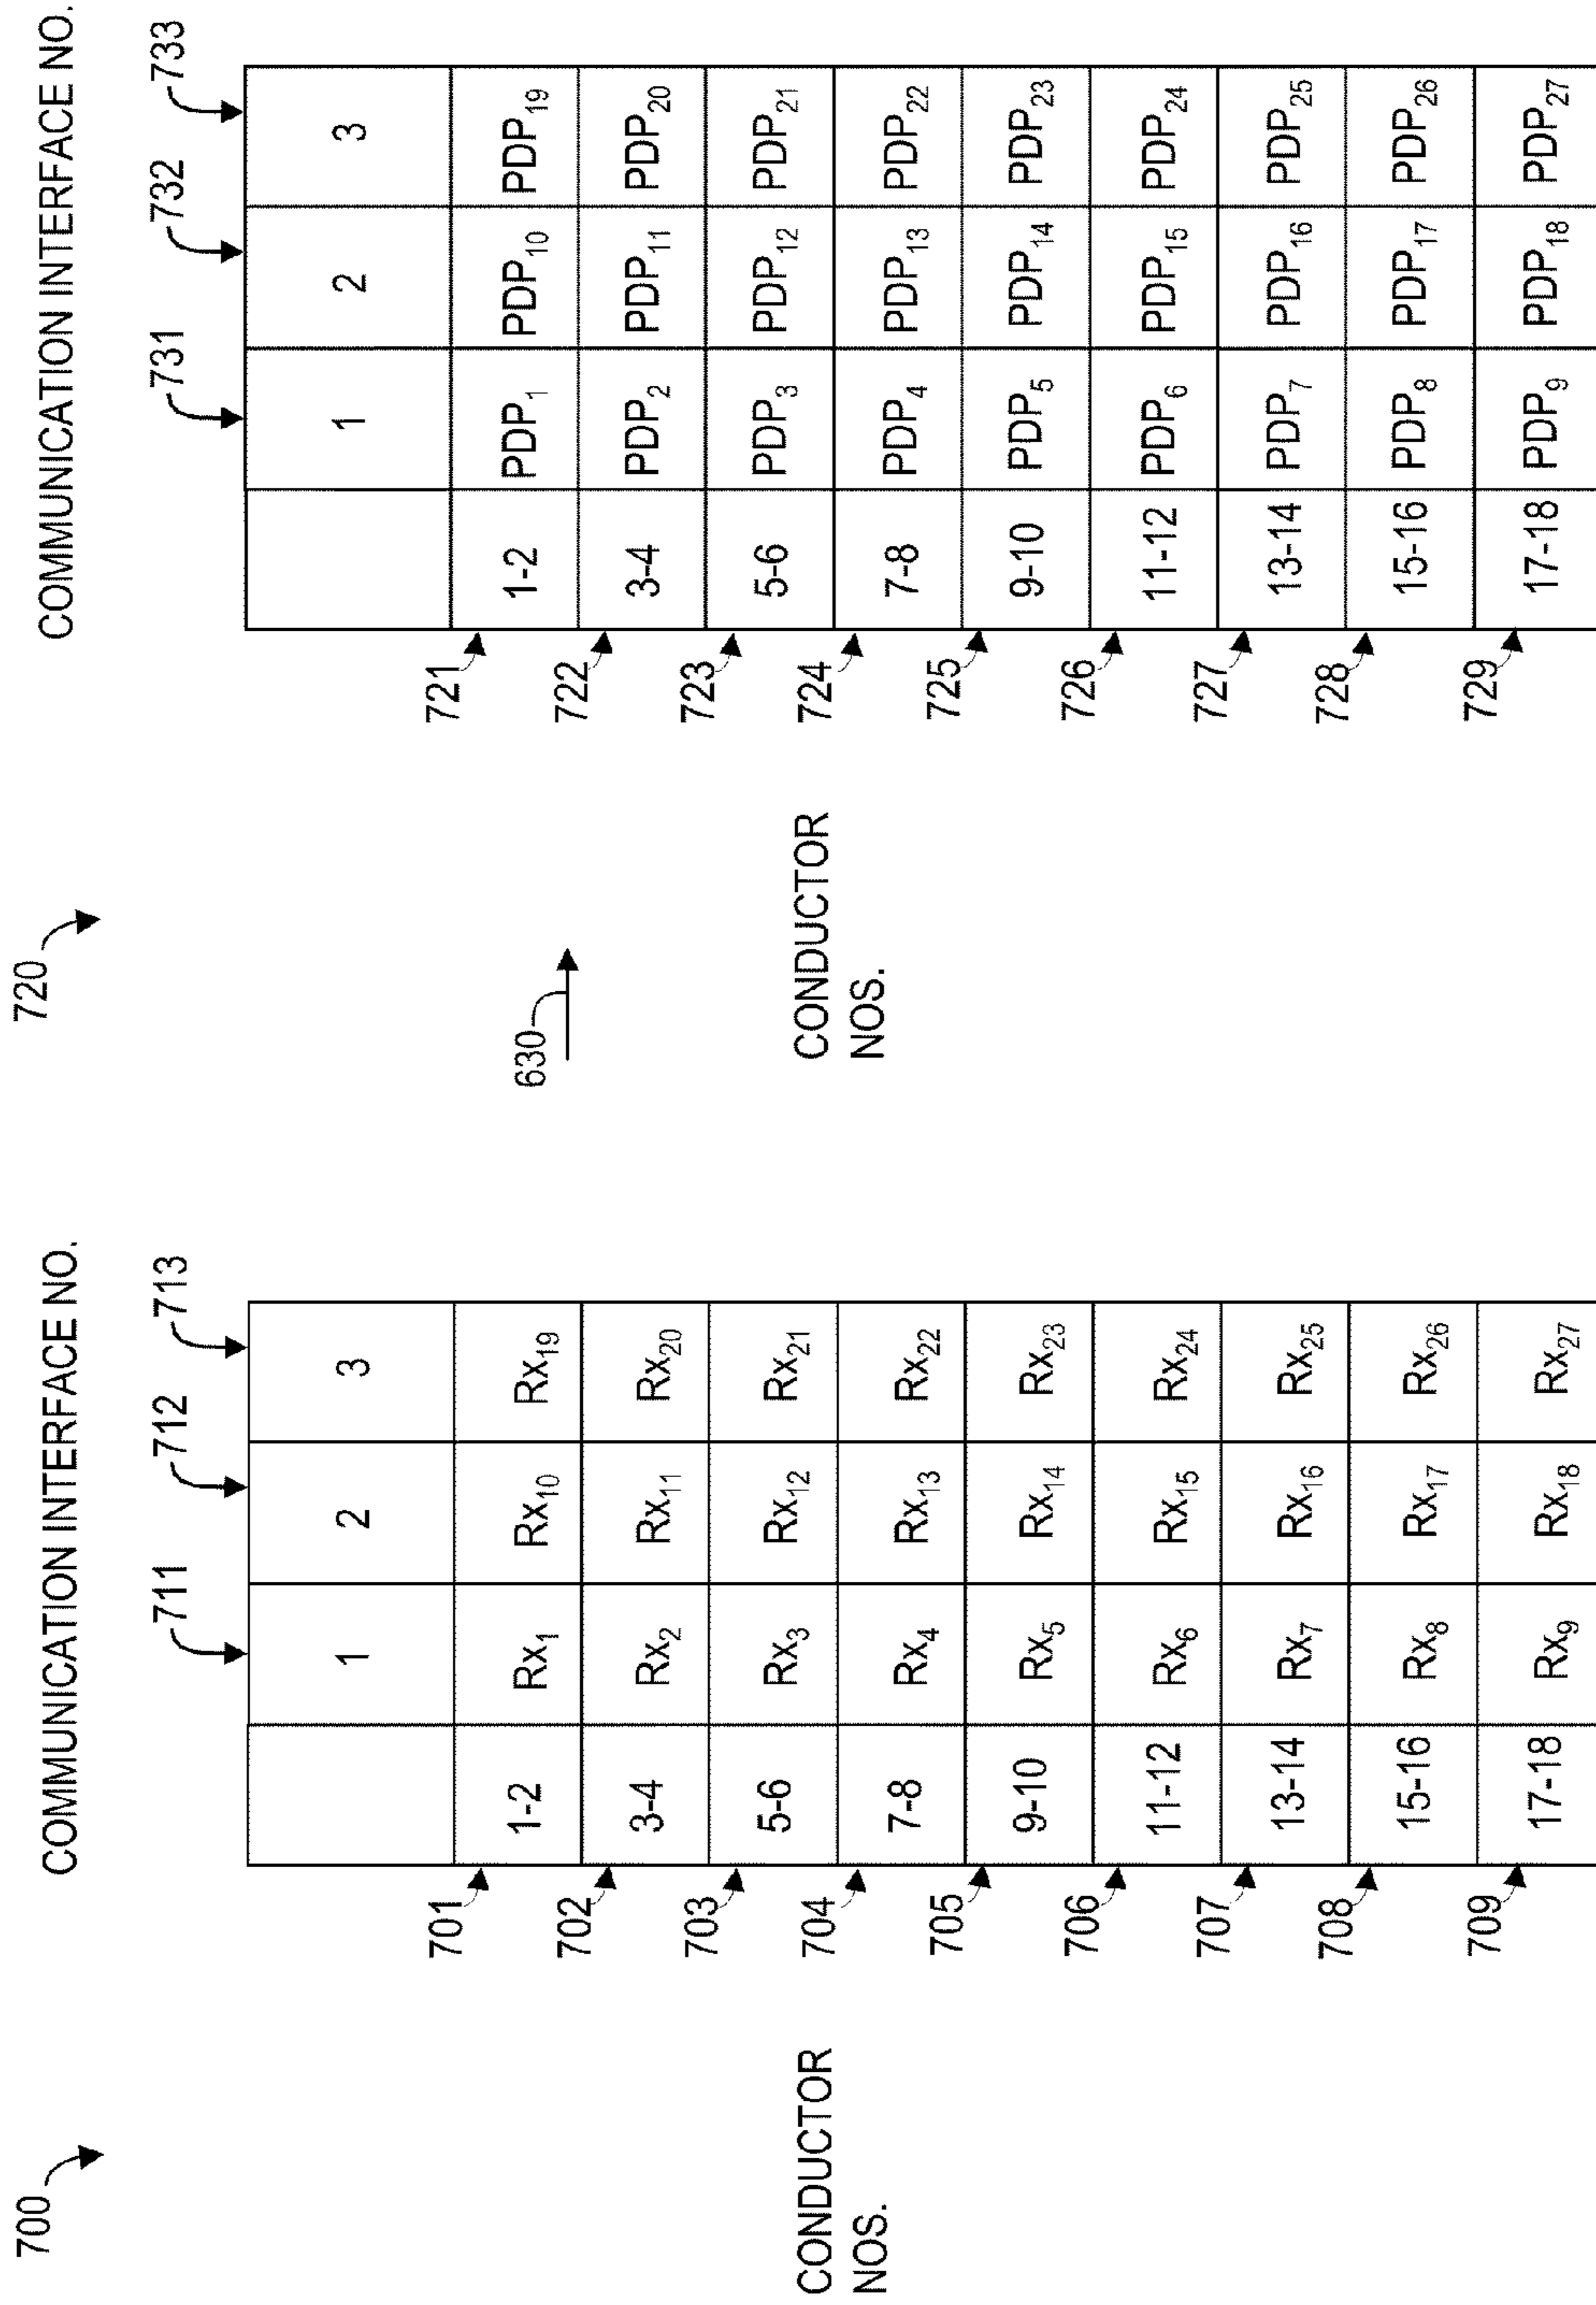 700
COMMUNICATION INTERFACE NO.
711 712 713
1 2 3
701 1-2 Rx1 Rx10 Rx19
702 3-4 Rx2 Rx11 Rx20
703 5-6 Rx3 Rx12 Rx21
CONDUCTOR
NOS.
704 7-8 Rx4 Rx13 Rx22
705 9-10 Rx5 Rx14 Rx23
706 11-12 Rx6 Rx15 Rx24
707 13-14 Rx7 Rx16 Rx25
708 15-16 Rx8 Rx17 Rx26
709 17-18 Rx9 Rx18 Rx27
630
720
COMMUNICATION INTERFACE NO.
731 732 733
1 2 3
721 1-2 PDP1 PDP10 PDP19
722 3-4 PDP2 PDP11 PDP20
723 5-6 PDP3 PDP12 PDP21
CONDUCTOR
NOS.
724 7-8 PDP4 PDP13 PDP22
725 9-10 PDP5 PDP14 PDP23
726 11-12 PDP6 PDP15 PDP24
727 13-14 PDP7 PDP16 PDP25
728 15-16 PDP8 PDP17 PDP26
729 17-18 PDP9 PDP18 PDP27